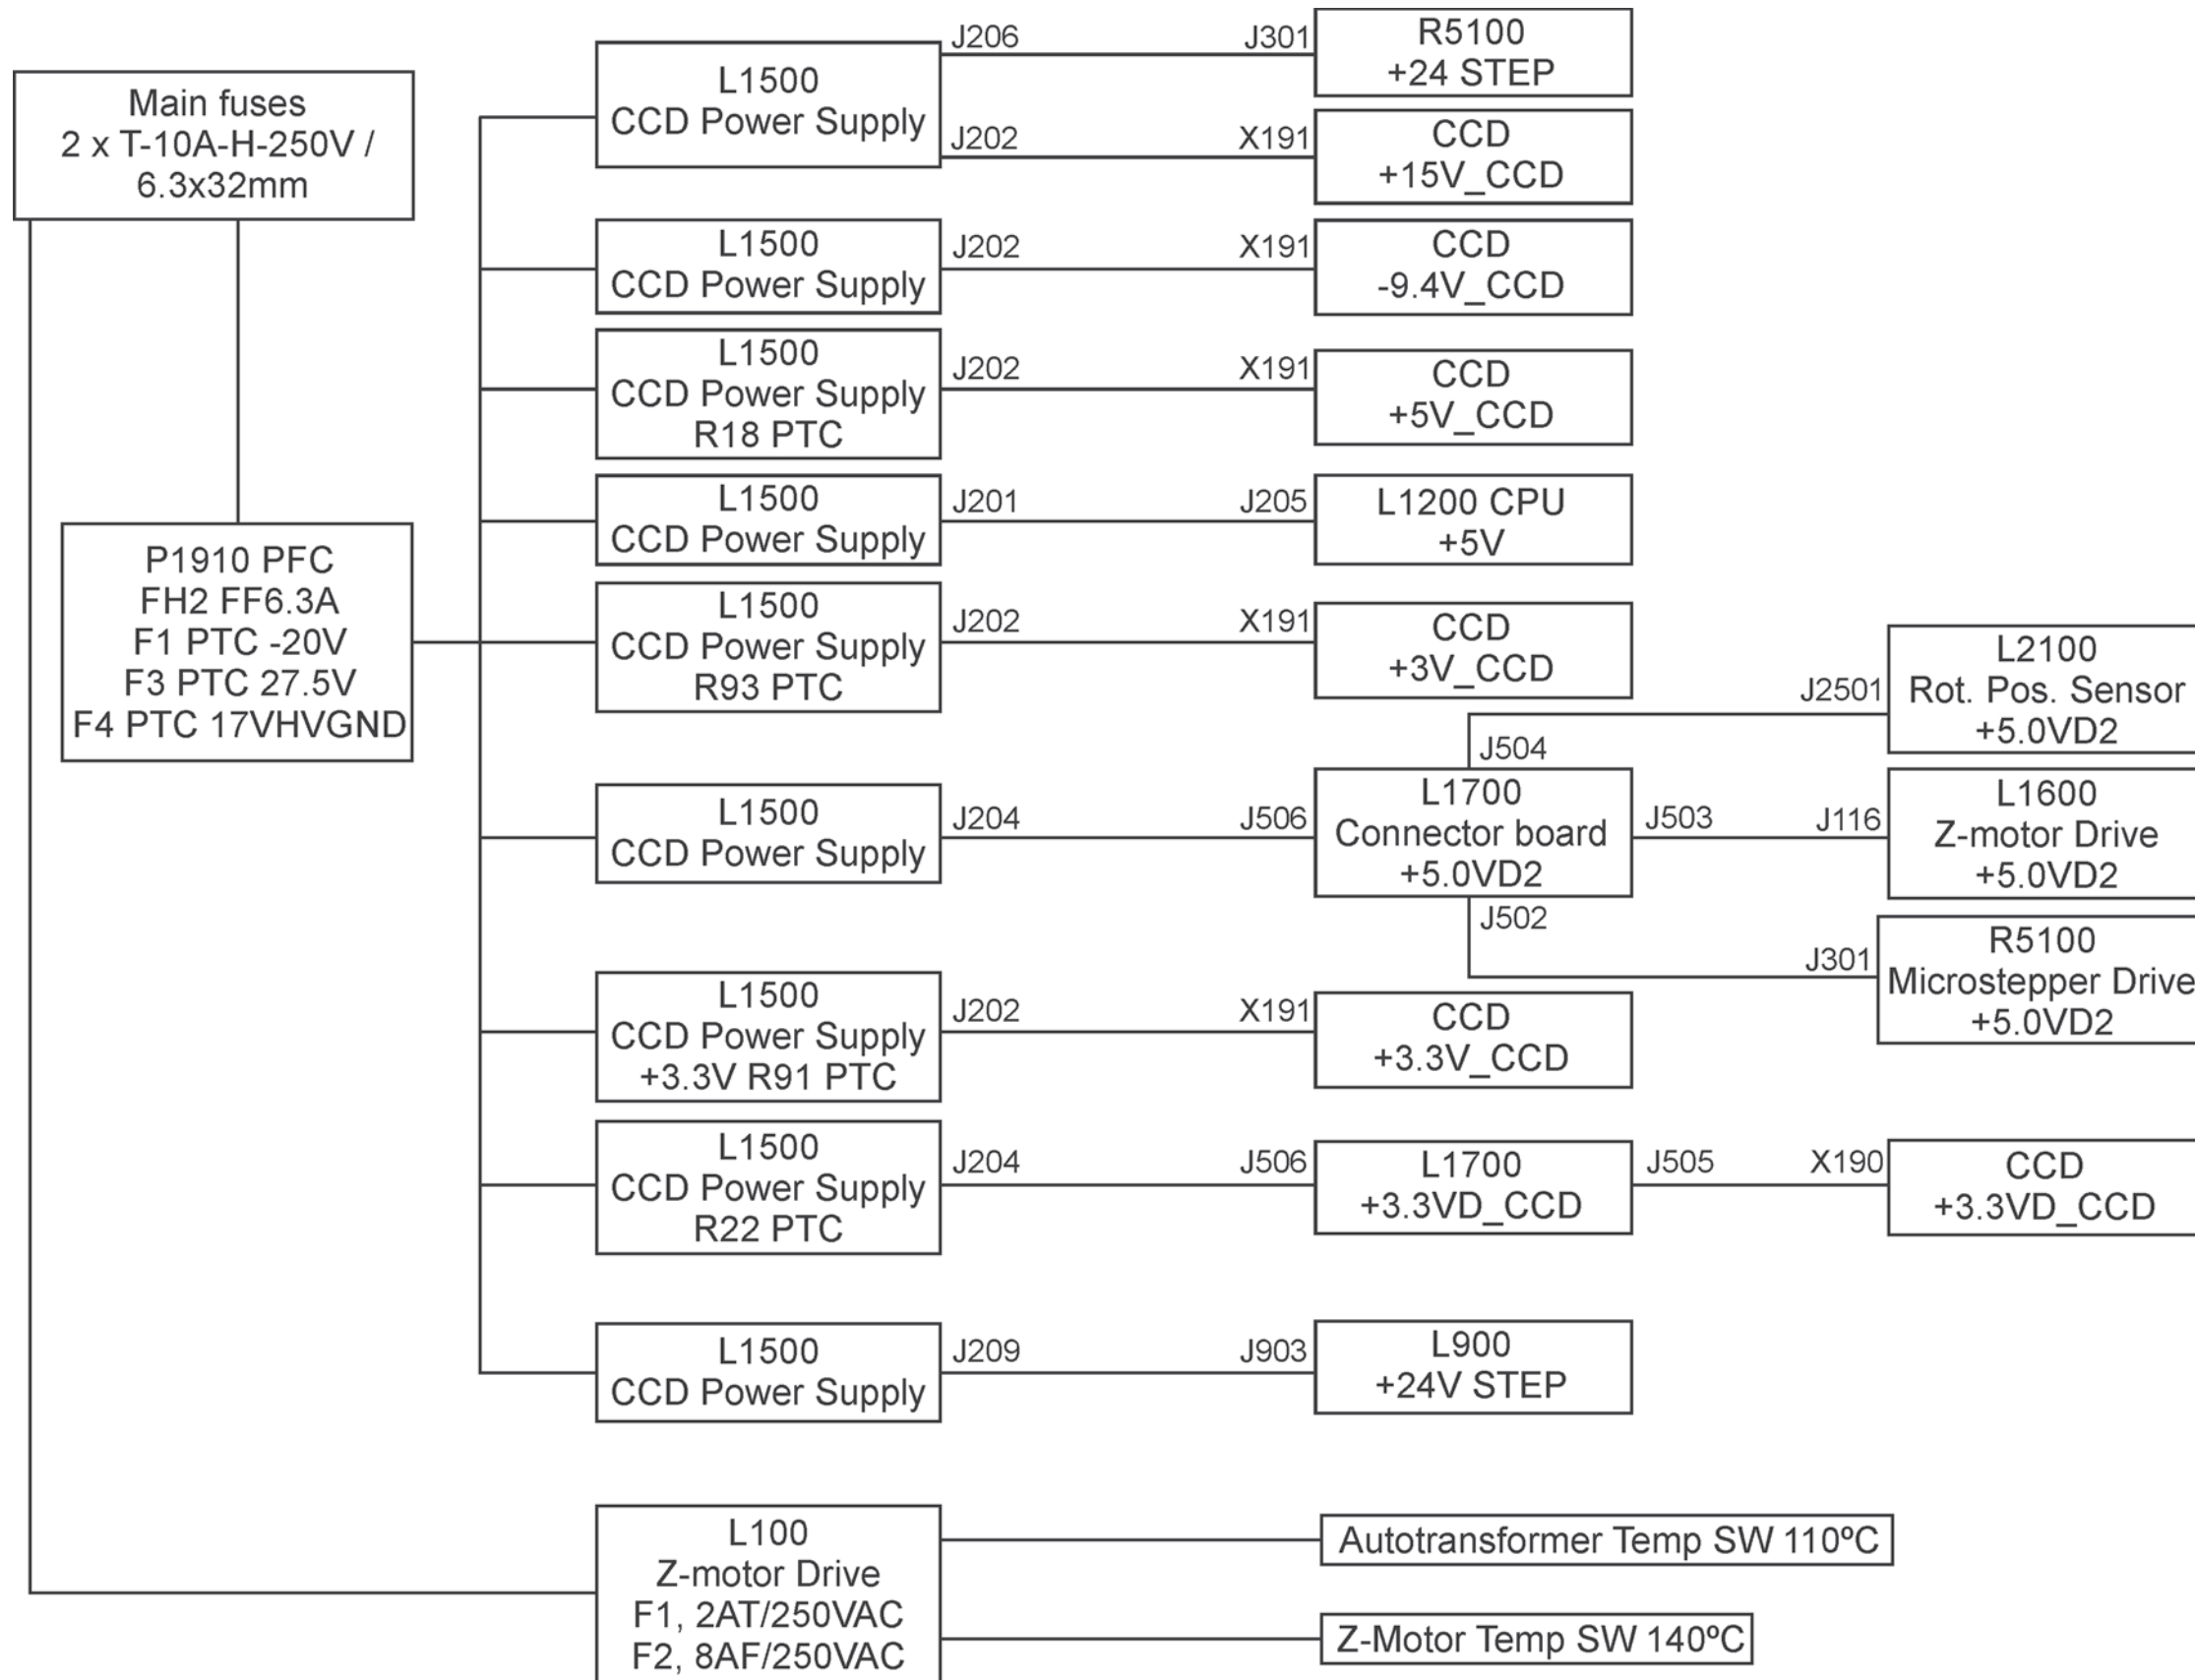 Main fuses
2 x T-10A-H-250V /
6.3x32mm
P1910 PFC
FH2 FF6.3A
F1 PTC -20V
F3 PTC 27.5V
F4 PTC 17VHVGND
L1500
CCD Power Supply
J206
J301
R5100
+24 STEP
J202
X191
CCD
+15V_CCD
L1500
CCD Power Supply
J202
X191
CCD
-9.4V_CCD
L1500
CCD Power Supply
R18 PTC
J202
X191
CCD
+5V_CCD
L1500
CCD Power Supply
J201
J205
L1200 CPU
+5V
L1500
CCD Power Supply
R93 PTC
J202
X191
CCD
+3V_CCD
L1500
CCD Power Supply
J204
J506
L1700
Connector board
+5.0VD2
J504
J2501
L2100
Rot. Pos. Sensor
+5.0VD2
J503
J116
L1600
Z-motor Drive
+5.0VD2
J502
J301
R5100
Microstepper Drive
+5.0VD2
L1500
CCD Power Supply
+3.3V R91 PTC
J202
X191
CCD
+3.3V_CCD
L1500
CCD Power Supply
R22 PTC
J204
J506
L1700
+3.3VD_CCD
J505
X190
CCD
+3.3VD_CCD
L1500
CCD Power Supply
J209
J903
L900
+24V STEP
L100
Z-motor Drive
F1, 2AT/250VAC
F2, 8AF/250VAC
Autotransformer Temp SW 110ºC
Z-Motor Temp SW 140ºC